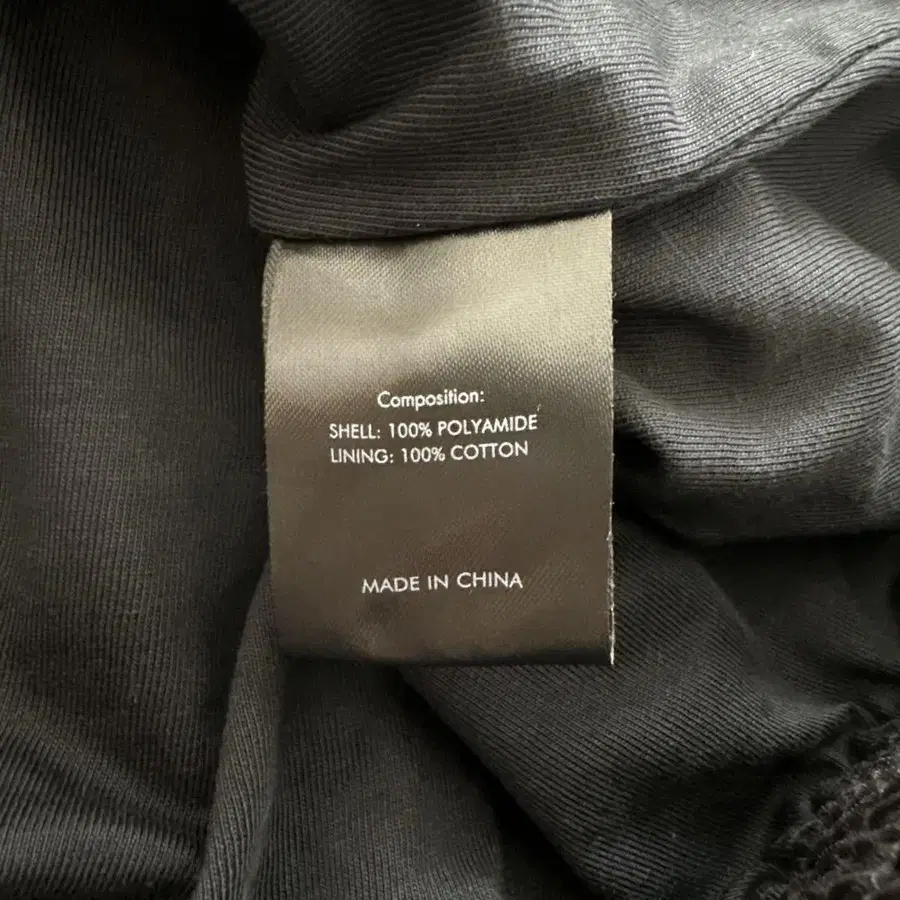 Composition:
SHELL: 100% POLYAMIDE
LINING: 100% COTTON
MADE IN CHINA